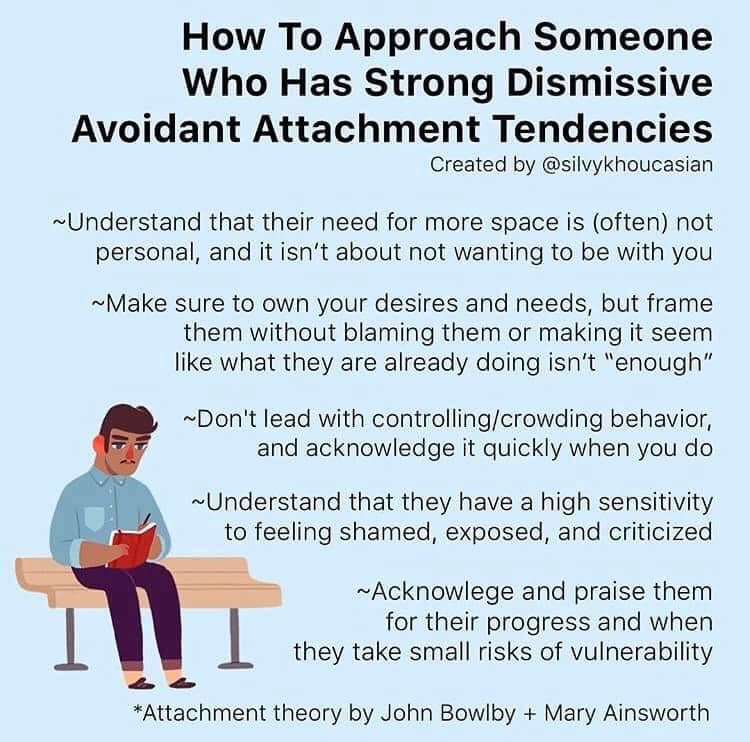 How To Approach Someone
Who Has Strong Dismissive
Avoidant Attachment Tendencies
Created by @silvykhoucasian
~Understand that their need for more space is (often) not
personal, and it isn’t about not wanting to be with you
~Make sure to own your desires and needs, but frame
them without blaming them or making it seem
like what they are already doing isn’t “enough”
~Don't lead with controlling/crowding behavior,
and acknowledge it quickly when you do
~Understand that they have a high sensitivity
to feeling shamed, exposed, and criticized
~Acknowlege and praise them
for their progress and when
they take small risks of vulnerability
*Attachment theory by John Bowlby + Mary Ainsworth